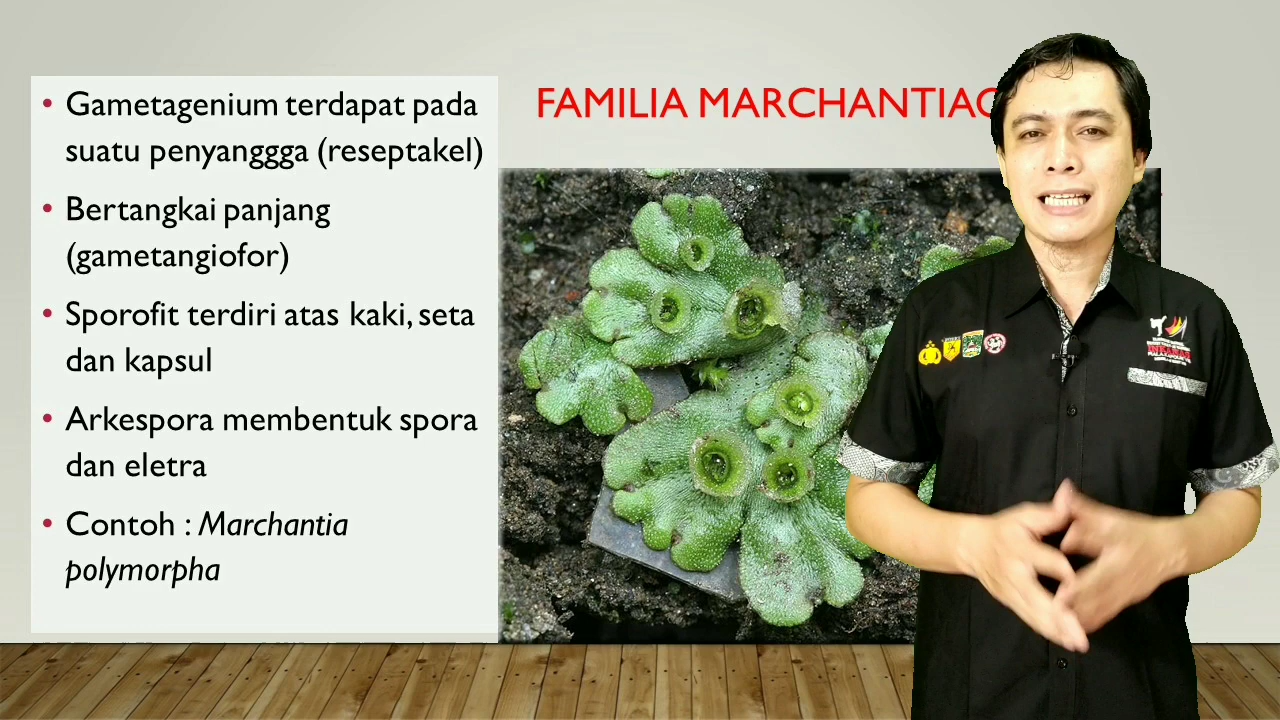 FAMILIA MARCHANTIAC
• Gametagenium terdapat pada
suatu penyanggga (reseptakel)
• Bertangkai panjang
(gametangiofor)
• Sporofit terdiri atas kaki, seta
dan kapsul
• Arkespora membentuk spora
dan eletra
• Contoh : Marchantia
polymorpha